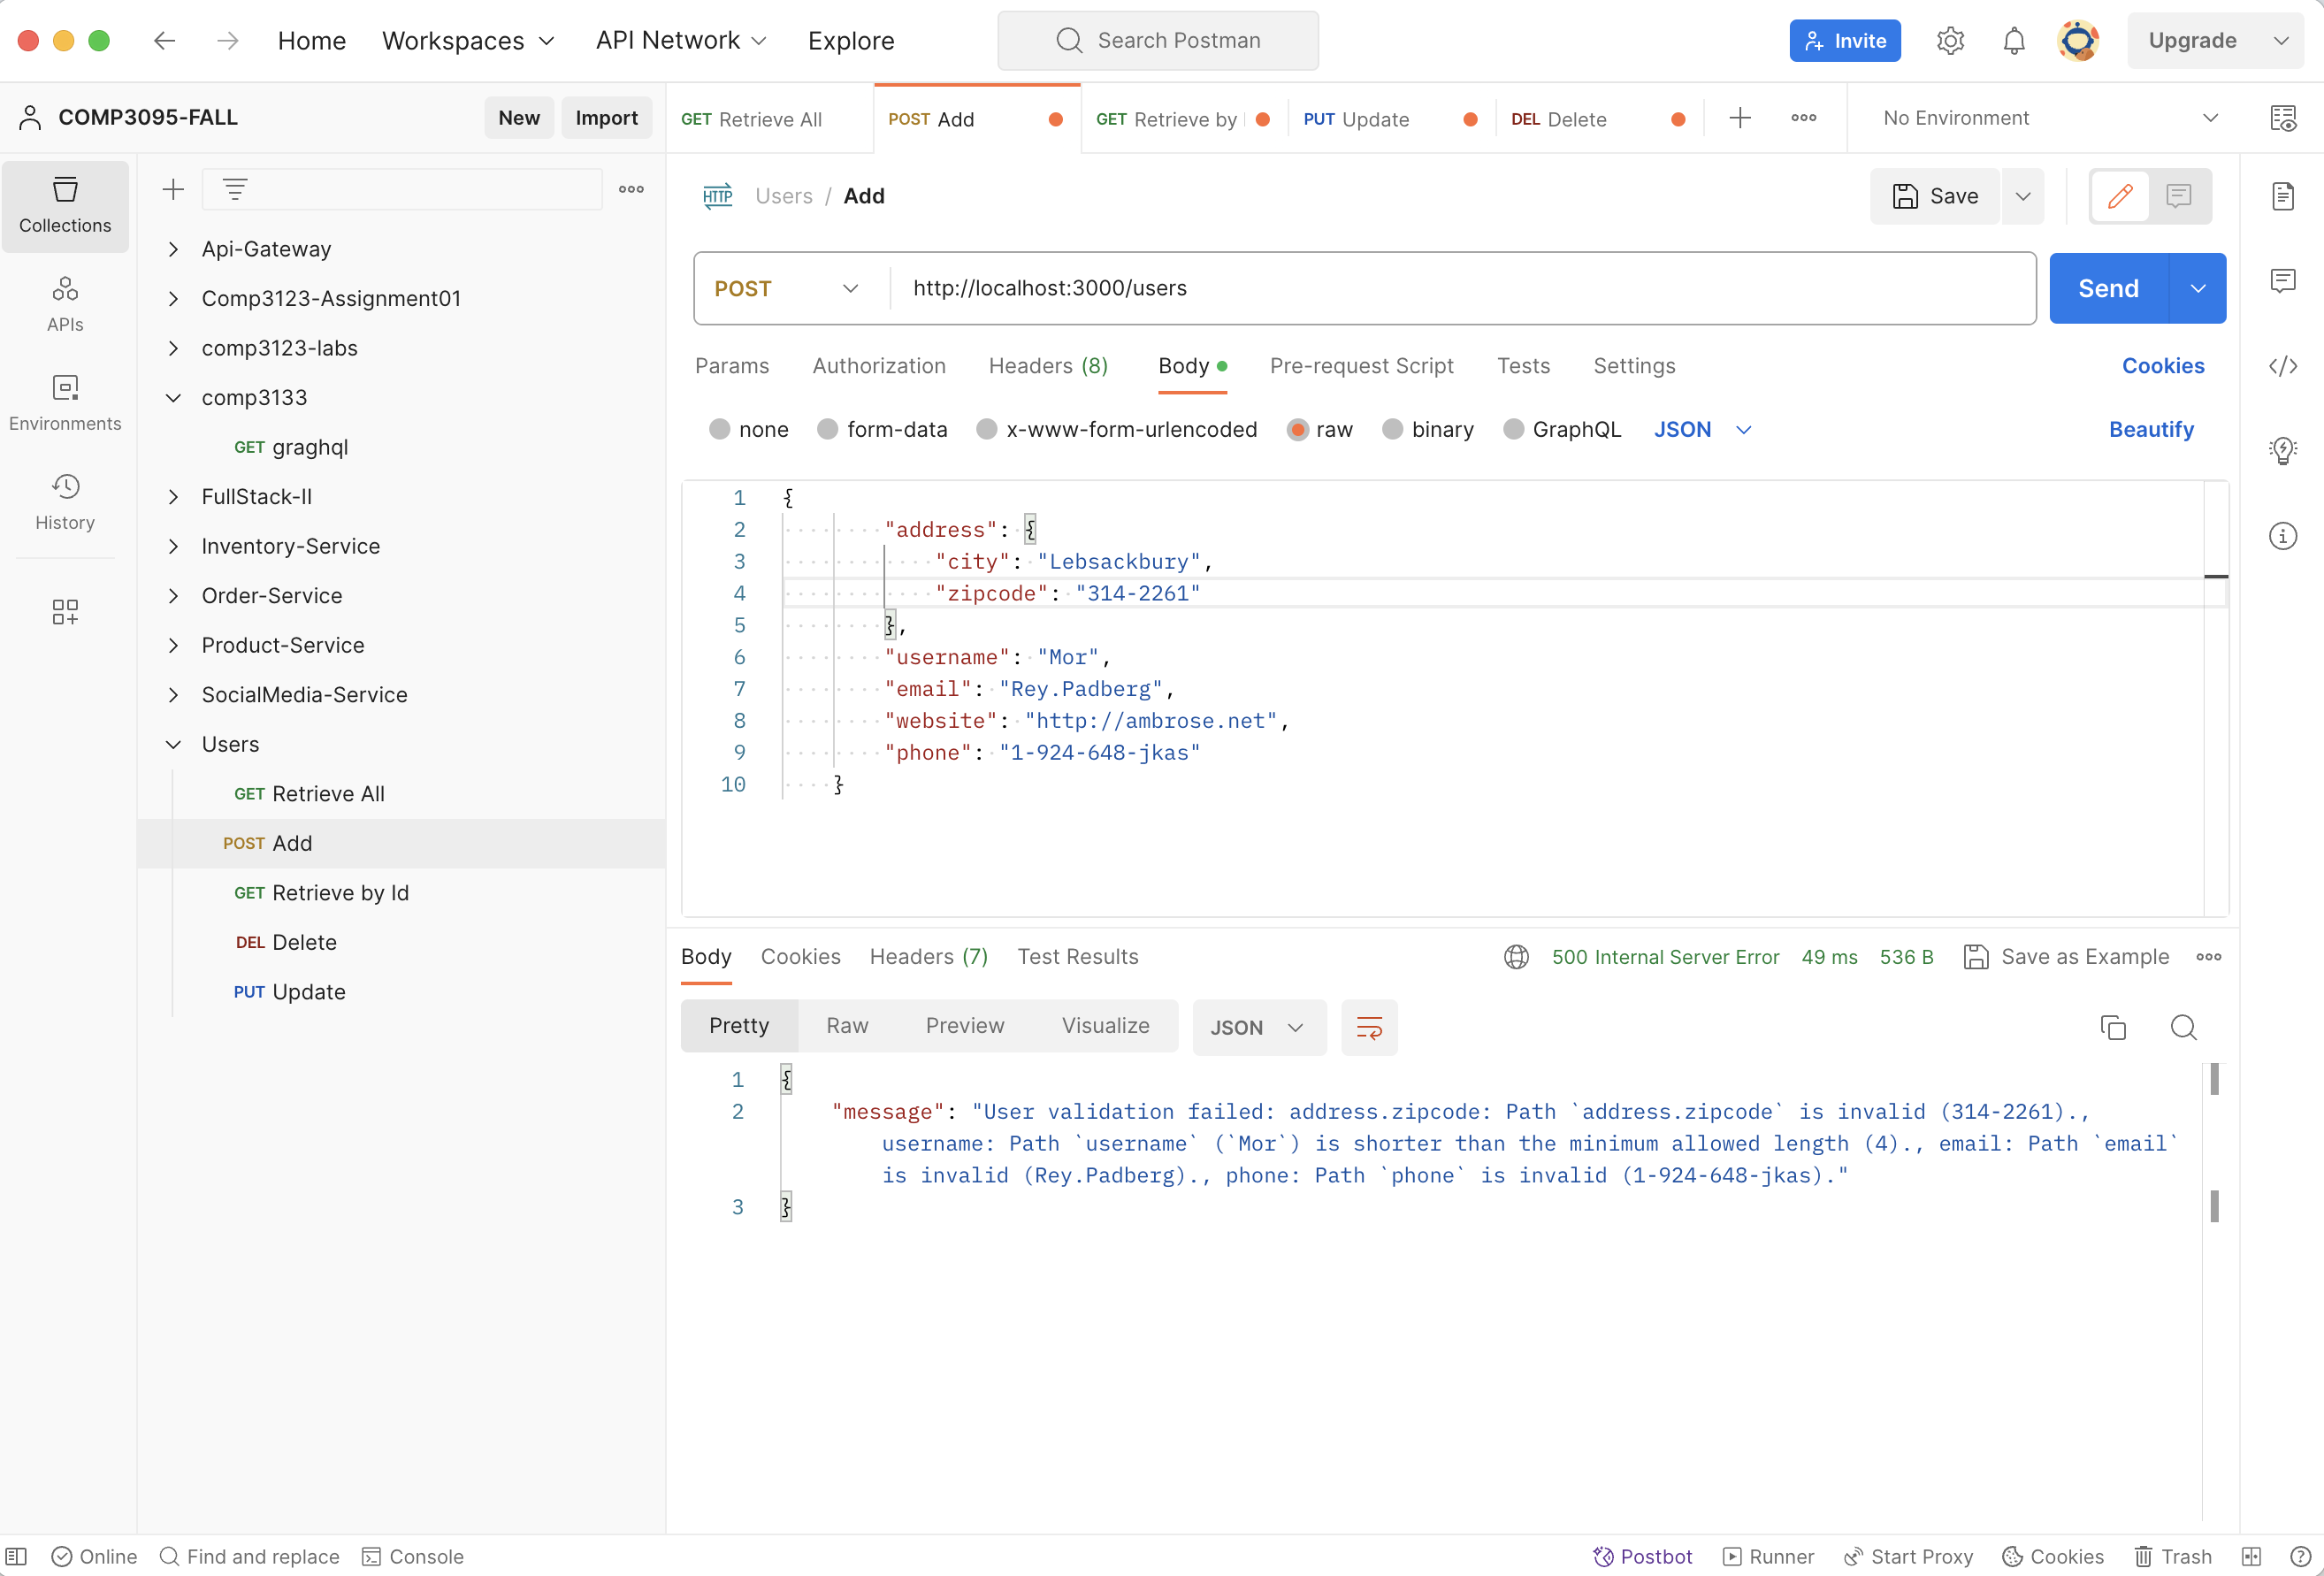 Home Workspaces API Network Explore Search Postman Invite Upgrade
COMP3095-FALL New Import
GET Retrieve All POST Add GET Retrieve by PUT Update DEL Delete No Environment
Collections
APIs
Environments
History
Api-Gateway
Comp3123-Assignment01
comp3123-labs
comp3133
GET graghql
FullStack-II
Inventory-Service
Order-Service
Product-Service
SocialMedia-Service
Users
GET Retrieve All
POST Add
GET Retrieve by Id
DEL Delete
PUT Update
HTTP Users / Add Save
POST http://localhost:3000/users Send
Params Authorization Headers (8) Body Pre-request Script Tests Settings Cookies
none form-data x-www-form-urlencoded raw binary GraphQL JSON Beautify
1 {
2 "address": {
3 "city": "Lebsackbury",
4 "zipcode": "314-2261"
5 },
6 "username": "Mor",
7 "email": "Rey.Padberg",
8 "website": "http://ambrose.net",
9 "phone": "1-924-648-jkas"
10 }
Body Cookies Headers (7) Test Results 500 Internal Server Error 49 ms 536 B Save as Example
Pretty Raw Preview Visualize JSON
1 {
2 "message": "User validation failed: address.zipcode: Path `address.zipcode` is invalid (314-2261).,
username: Path `username` (`Mor`) is shorter than the minimum allowed length (4)., email: Path `email`
is invalid (Rey.Padberg)., phone: Path `phone` is invalid (1-924-648-jkas)."
3 }
Online Find and replace Console Postbot Runner Start Proxy Cookies Trash